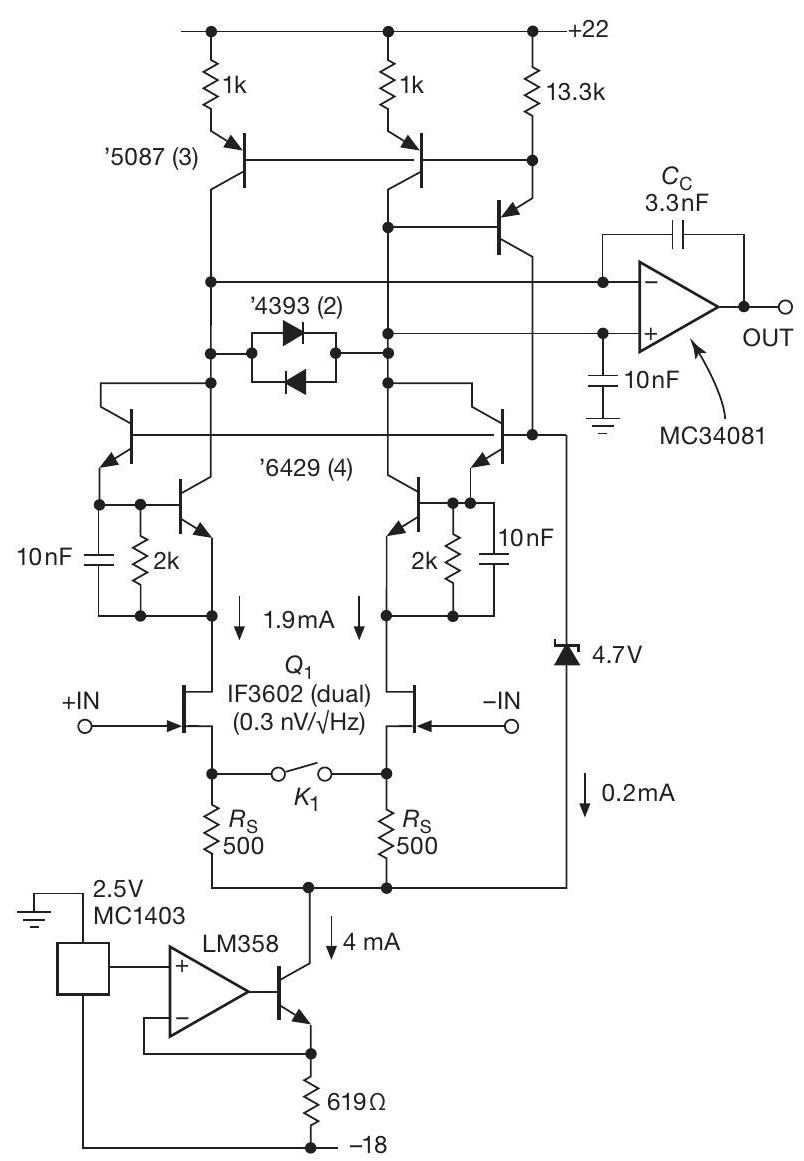 +22
1k
1k
13.3k
’5087 (3)
C_C
3.3nF
’4393 (2)
−
+
OUT
10nF
MC34081
’6429 (4)
10nF
2k
2k
10nF
1.9mA
4.7V
Q₁
IF3602 (dual)
(0.3 nV/√Hz)
+IN
−IN
K₁
0.2mA
R_S
500
R_S
500
2.5V
MC1403
LM358
4 mA
+
−
619Ω
−18